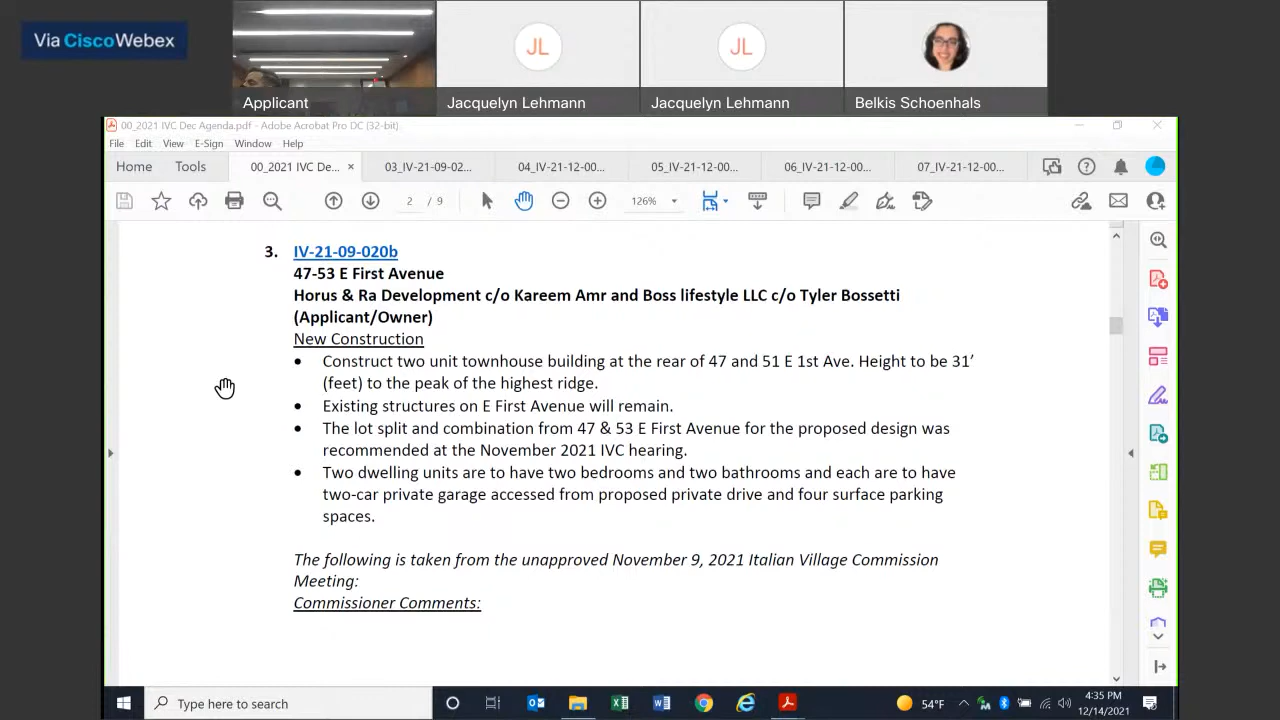 Via CiscoWebex
JL
JL
Applicant
Jacquelyn Lehmann
Jacquelyn Lehmann
Belkis Schoenhals
00_2021 IVC Dec Agenda.pdf - Adobe Acrobat Pro DC (32-bit)
File Edit View E-Sign Window Help
Home Tools 00_2021 IVC De... × 03_IV-21-09-02... 04_IV-21-12-00... 05_IV-21-12-00... 06_IV-21-12-00... 07_IV-21-12-00...
2 / 9 126%
3. IV-21-09-020b
47-53 E First Avenue
Horus & Ra Development c/o Kareem Amr and Boss lifestyle LLC c/o Tyler Bossetti
(Applicant/Owner)
New Construction
• Construct two unit townhouse building at the rear of 47 and 51 E 1st Ave. Height to be 31’
(feet) to the peak of the highest ridge.
• Existing structures on E First Avenue will remain.
• The lot split and combination from 47 & 53 E First Avenue for the proposed design was
recommended at the November 2021 IVC hearing.
• Two dwelling units are to have two bedrooms and two bathrooms and each are to have
two-car private garage accessed from proposed private drive and four surface parking
spaces.
The following is taken from the unapproved November 9, 2021 Italian Village Commission
Meeting:
Commissioner Comments:
Type here to search
54°F
4:35 PM
12/14/2021